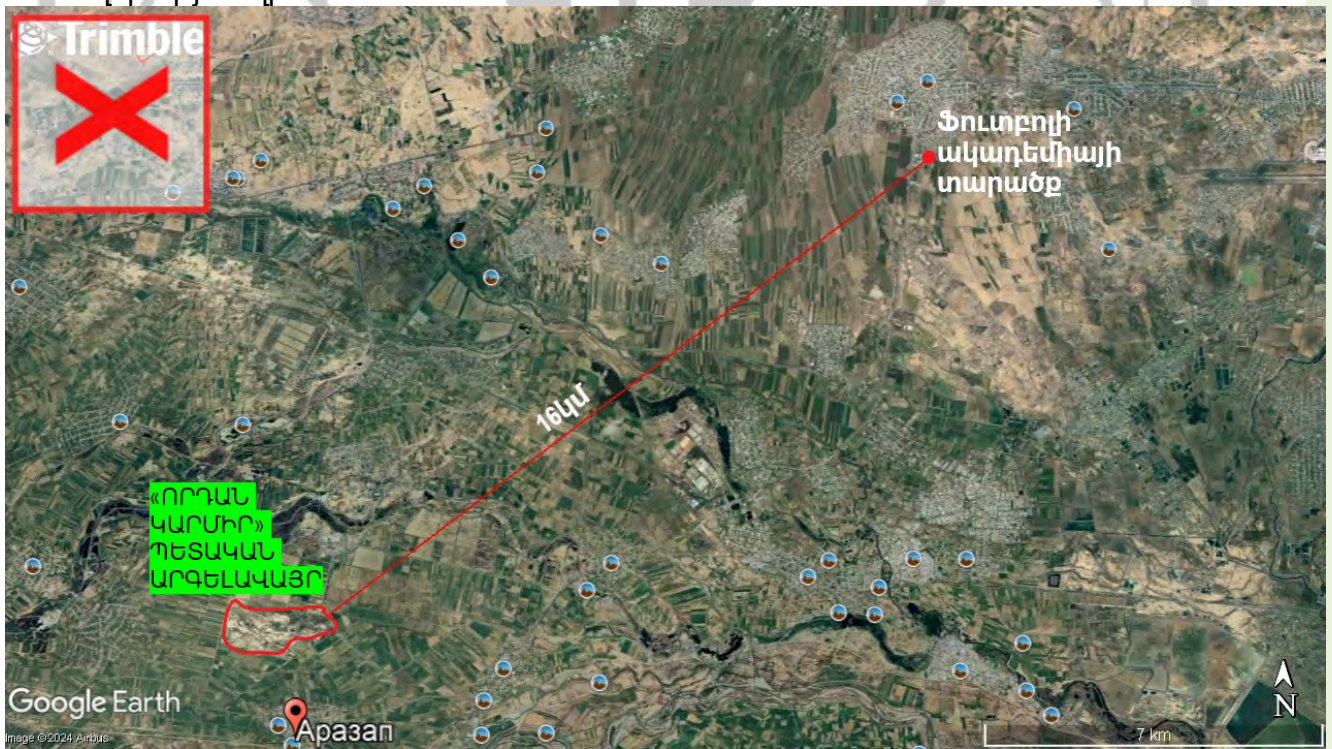 Trimble
Ֆուտբոլի
ակադեմիայի
տարածք
16կմ
«ՈՐԴԱՆ
ԿԱՐՄԻՐ»
ՊԵՏԱԿԱՆ
ԱՐԳԵԼԱՎԱՅՐ
Google Earth
Аразап
N
Image © 2024 Airbus
7 km